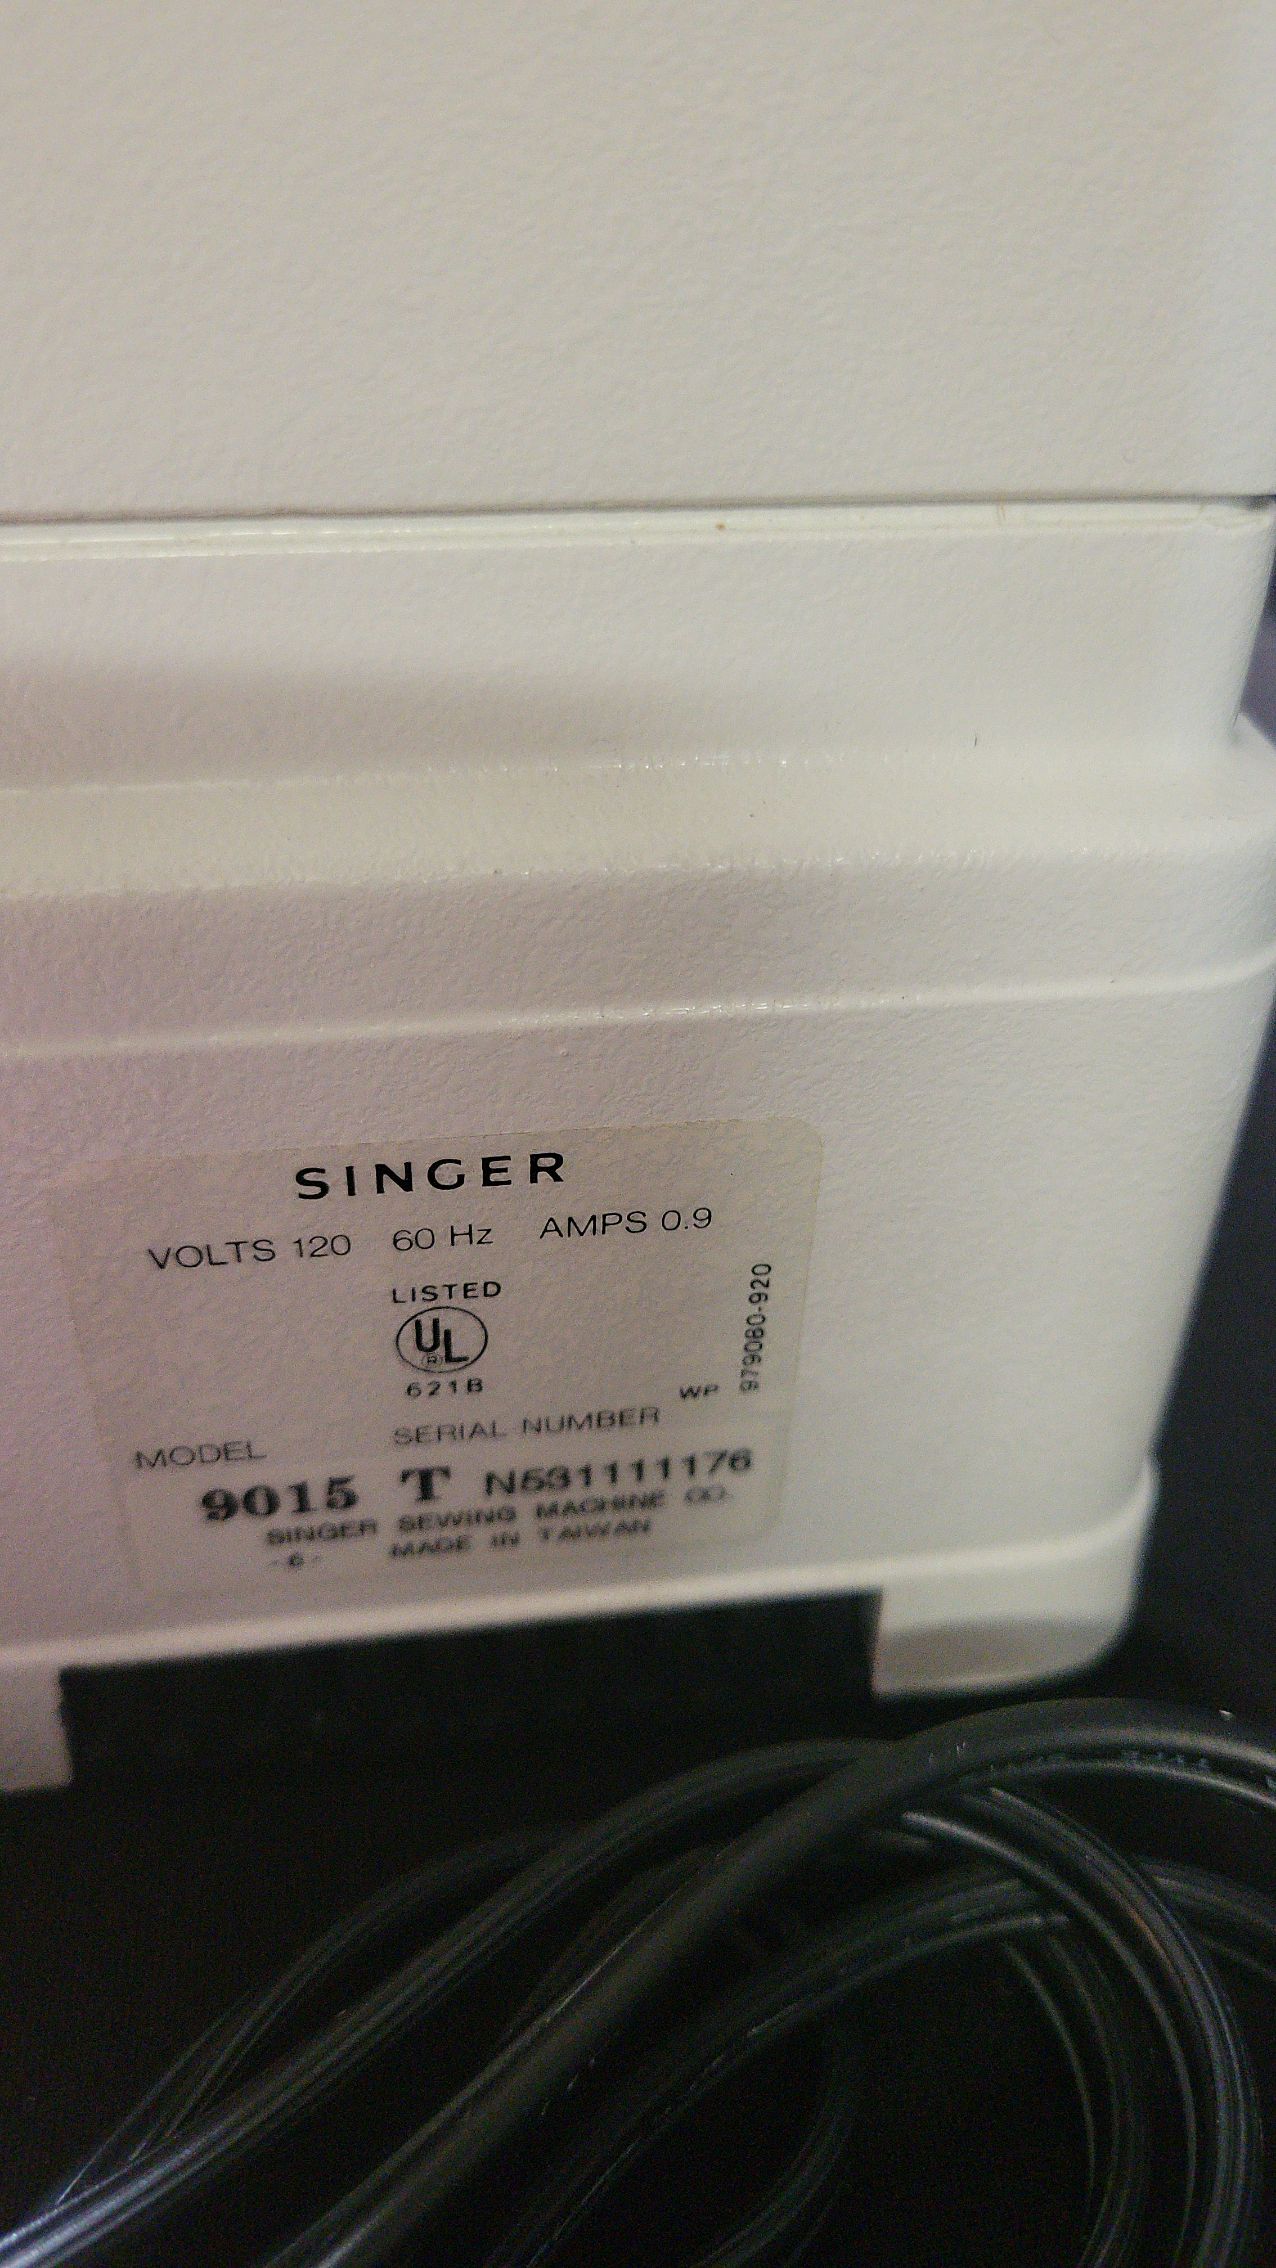 SINGER
VOLTS 120 60 Hz AMPS 0.9
LISTED
UL
®
621B
WP
979080-920
MODEL SERIAL NUMBER
9015 T N531111176
SINGER SEWING MACHINE CO.
- 6 - MADE IN TAIWAN